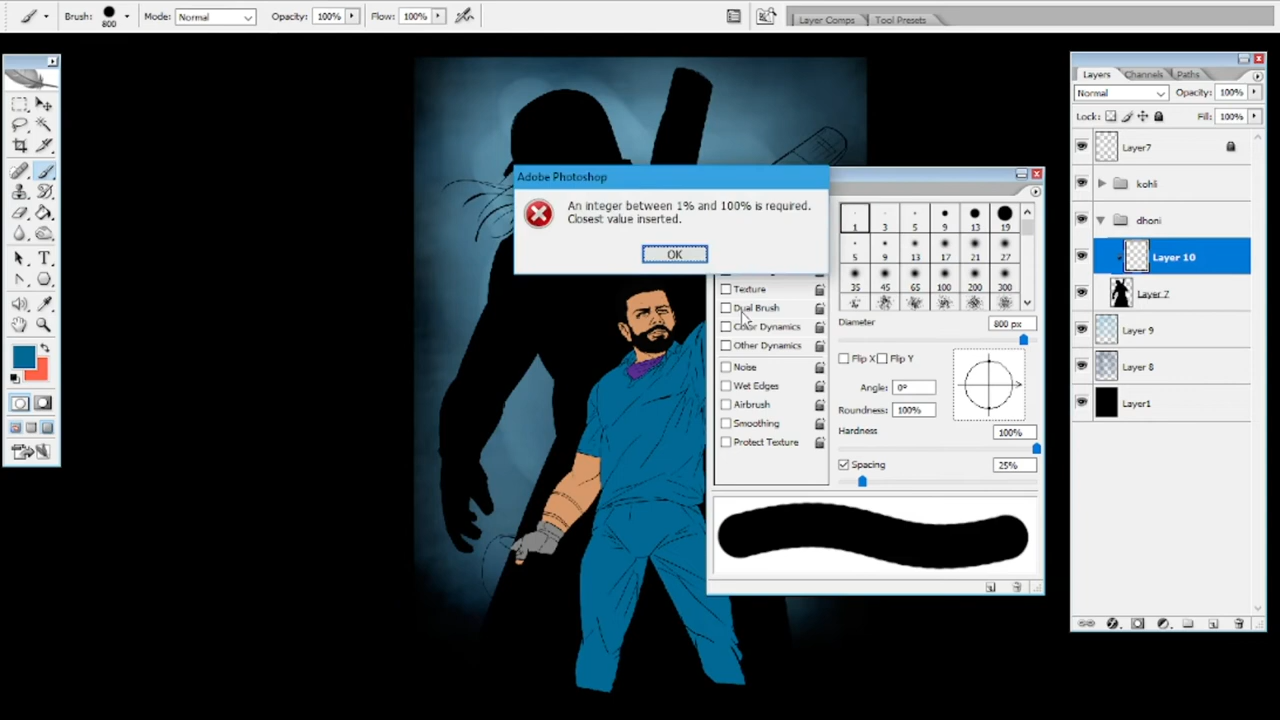 Brush: 800 Mode: Normal Opacity: 100% Flow: 100% Layer Comps Tool Presets
Layers Channels Paths
Normal Opacity: 100%
Lock: Fill: 100%
Layer7
kohli
dhoni
Layer 10
Layer 7
Layer 9
Layer 8
Layer1
Adobe Photoshop
An integer between 1% and 100% is required.
Closest value inserted.
OK
Texture
Dual Brush
Color Dynamics
Other Dynamics
Noise
Wet Edges
Airbrush
Smoothing
Protect Texture
1 3 5 9 13 19
5 9 13 17 21 27
35 45 65 100 200 300
Diameter 800 px
Flip X Flip Y
Angle: 0°
Roundness: 100%
Hardness
100%
Spacing 25%
T